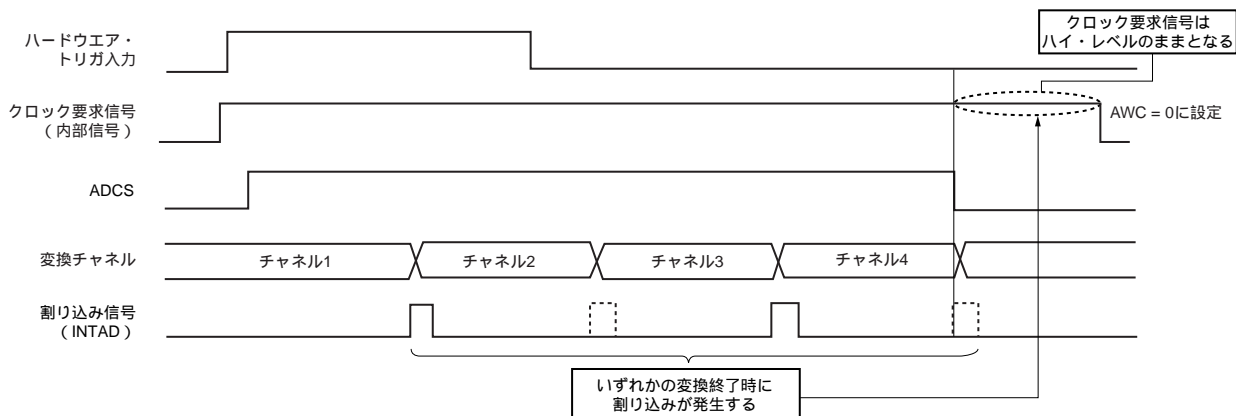 クロック要求信号は
ハイ・レベルのままとなる
ハードウエア・
トリガ入力
クロック要求信号
(内部信号)
AWC = 0に設定
ADCS
変換チャネル
チャネル1
チャネル2
チャネル3
チャネル4
割り込み信号
(INTAD)
いずれかの変換終了時に
割り込みが発生する